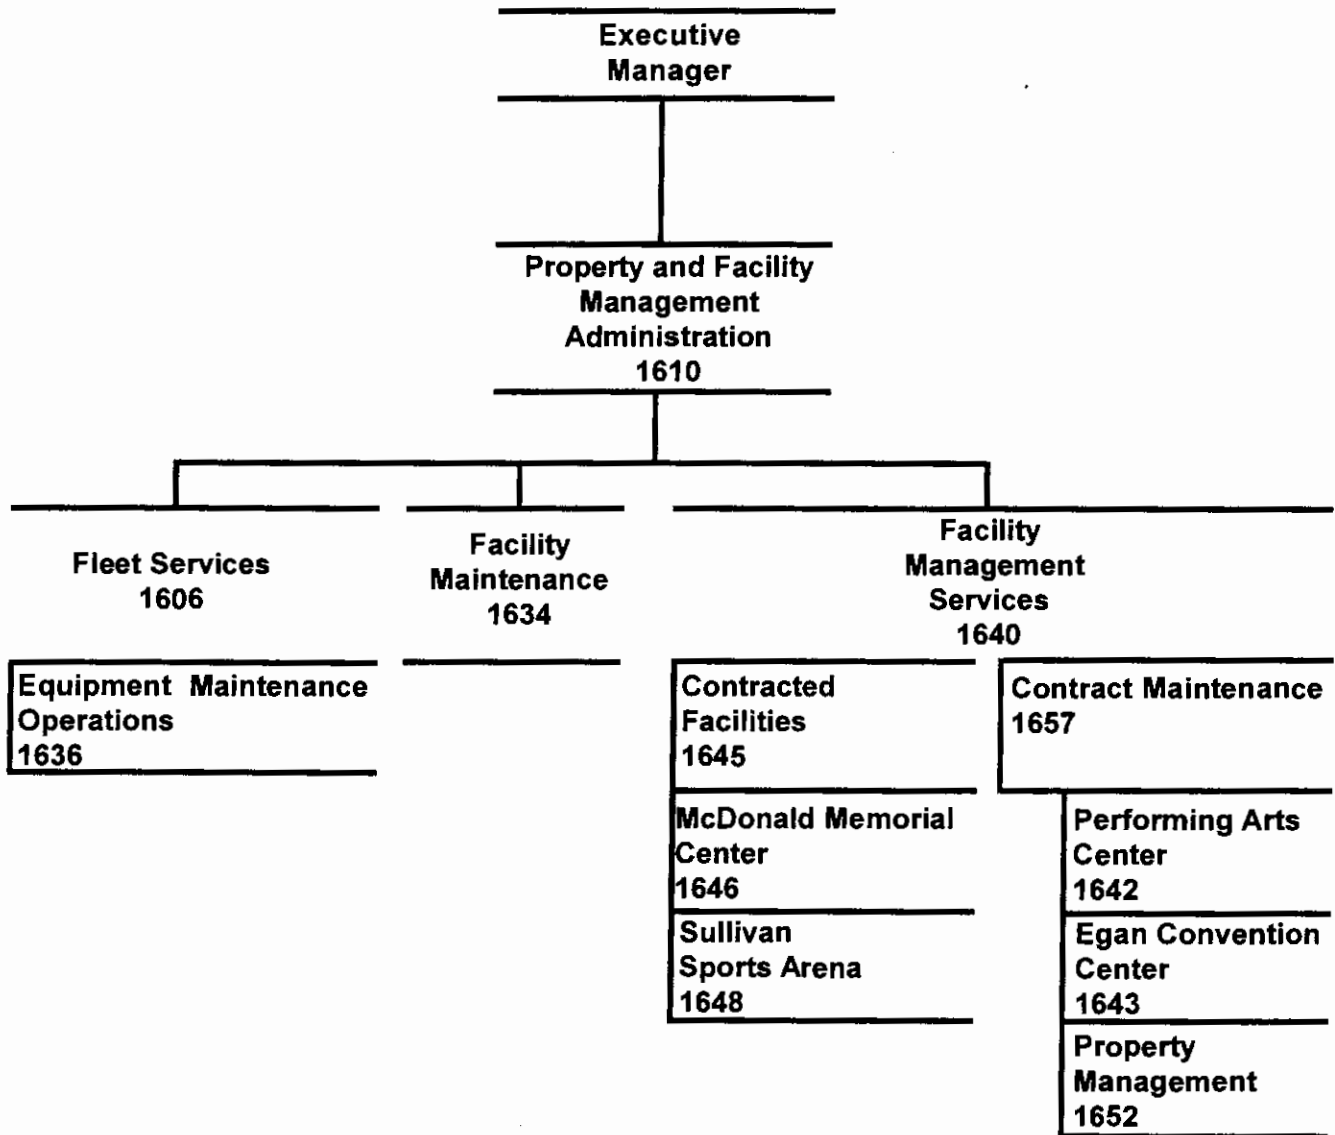 Executive
Manager
Property and Facility
Management
Administration
1610
Fleet Services
1606
Facility
Maintenance
1634
Facility
Management
Services
1640
Equipment Maintenance
Operations
1636
Contracted
Facilities
1645
McDonald Memorial
Center
1646
Sullivan
Sports Arena
1648
Contract Maintenance
1657
Performing Arts
Center
1642
Egan Convention
Center
1643
Property
Management
1652